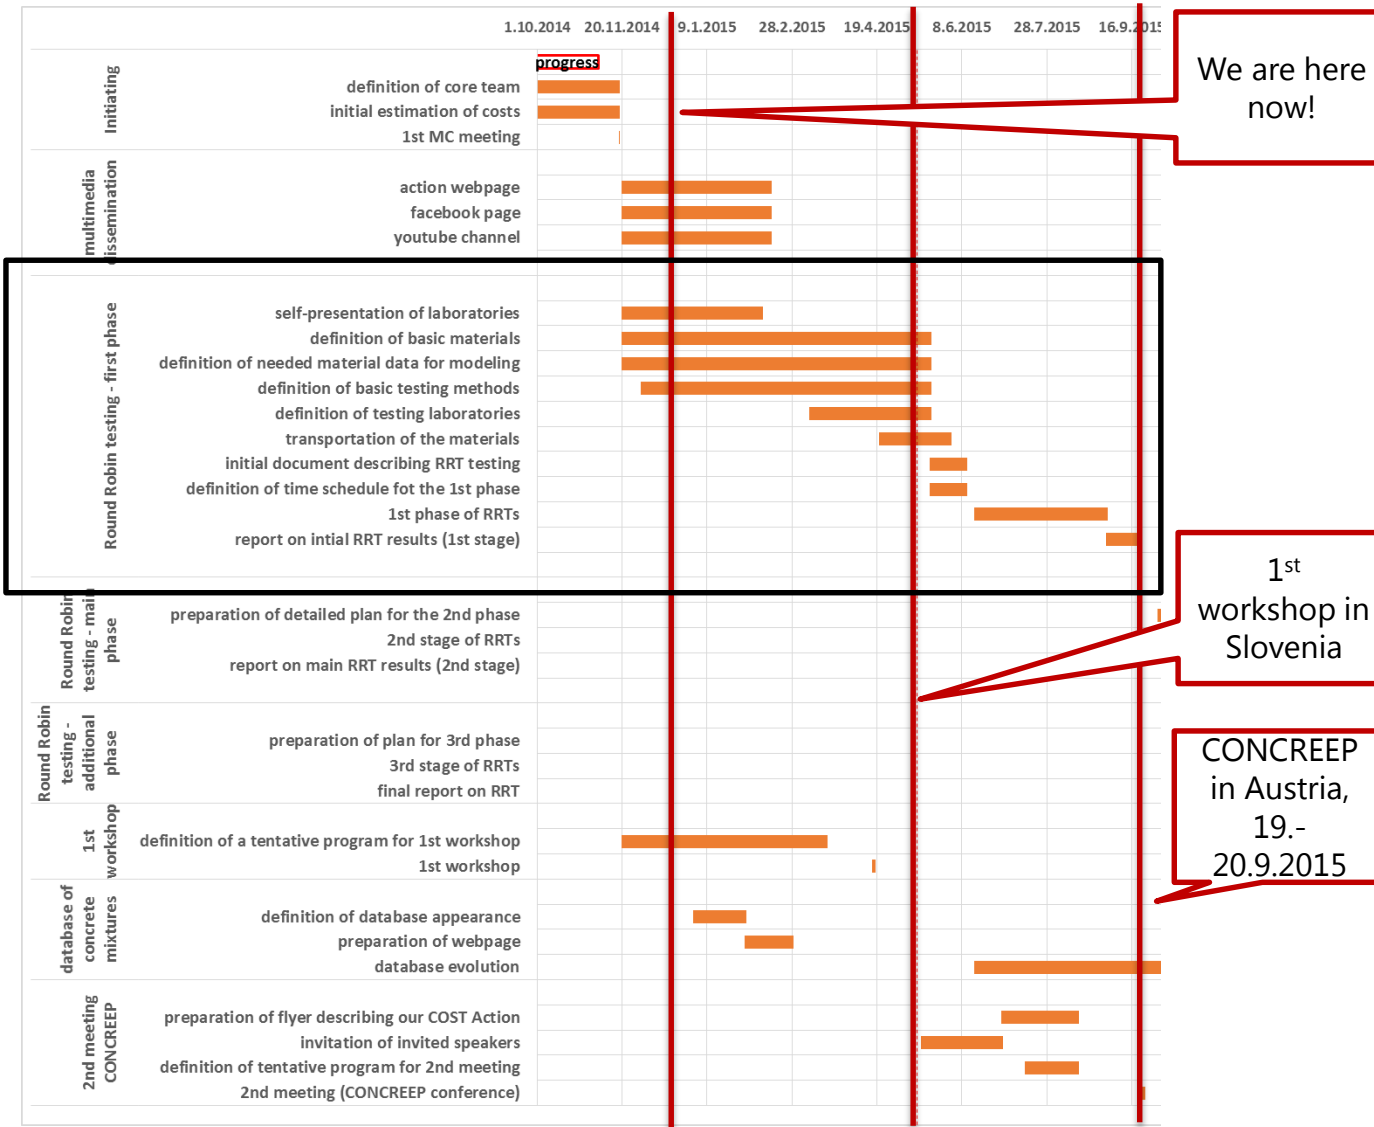 1.10.2014 20.11.2014 9.1.2015 28.2.2015 19.4.2015 8.6.2015 28.7.2015 16.9.2015
We are here
now!
Initiating
progress
definition of core team
initial estimation of costs
1st MC meeting
multimedia
dissemination
action webpage
facebook page
youtube channel
Round Robin testing - first phase
self-presentation of laboratories
definition of basic materials
definition of needed material data for modeling
definition of basic testing methods
definition of testing laboratories
transportation of the materials
initial document describing RRT testing
definition of time schedule fot the 1st phase
1st phase of RRTs
report on intial RRT results (1st stage)
1st
workshop in
Slovenia
Round Robin
testing - main
phase
preparation of detailed plan for the 2nd phase
2nd stage of RRTs
report on main RRT results (2nd stage)
Round Robin
testing -
additional
phase
preparation of plan for 3rd phase
3rd stage of RRTs
final report on RRT
CONCREEP
in Austria,
19.-
20.9.2015
1st
workshop
definition of a tentative program for 1st workshop
1st workshop
database of
concrete
mixtures
definition of database appearance
preparation of webpage
database evolution
2nd meeting
CONCREEP
preparation of flyer describing our COST Action
invitation of invited speakers
definition of tentative program for 2nd meeting
2nd meeting (CONCREEP conference)